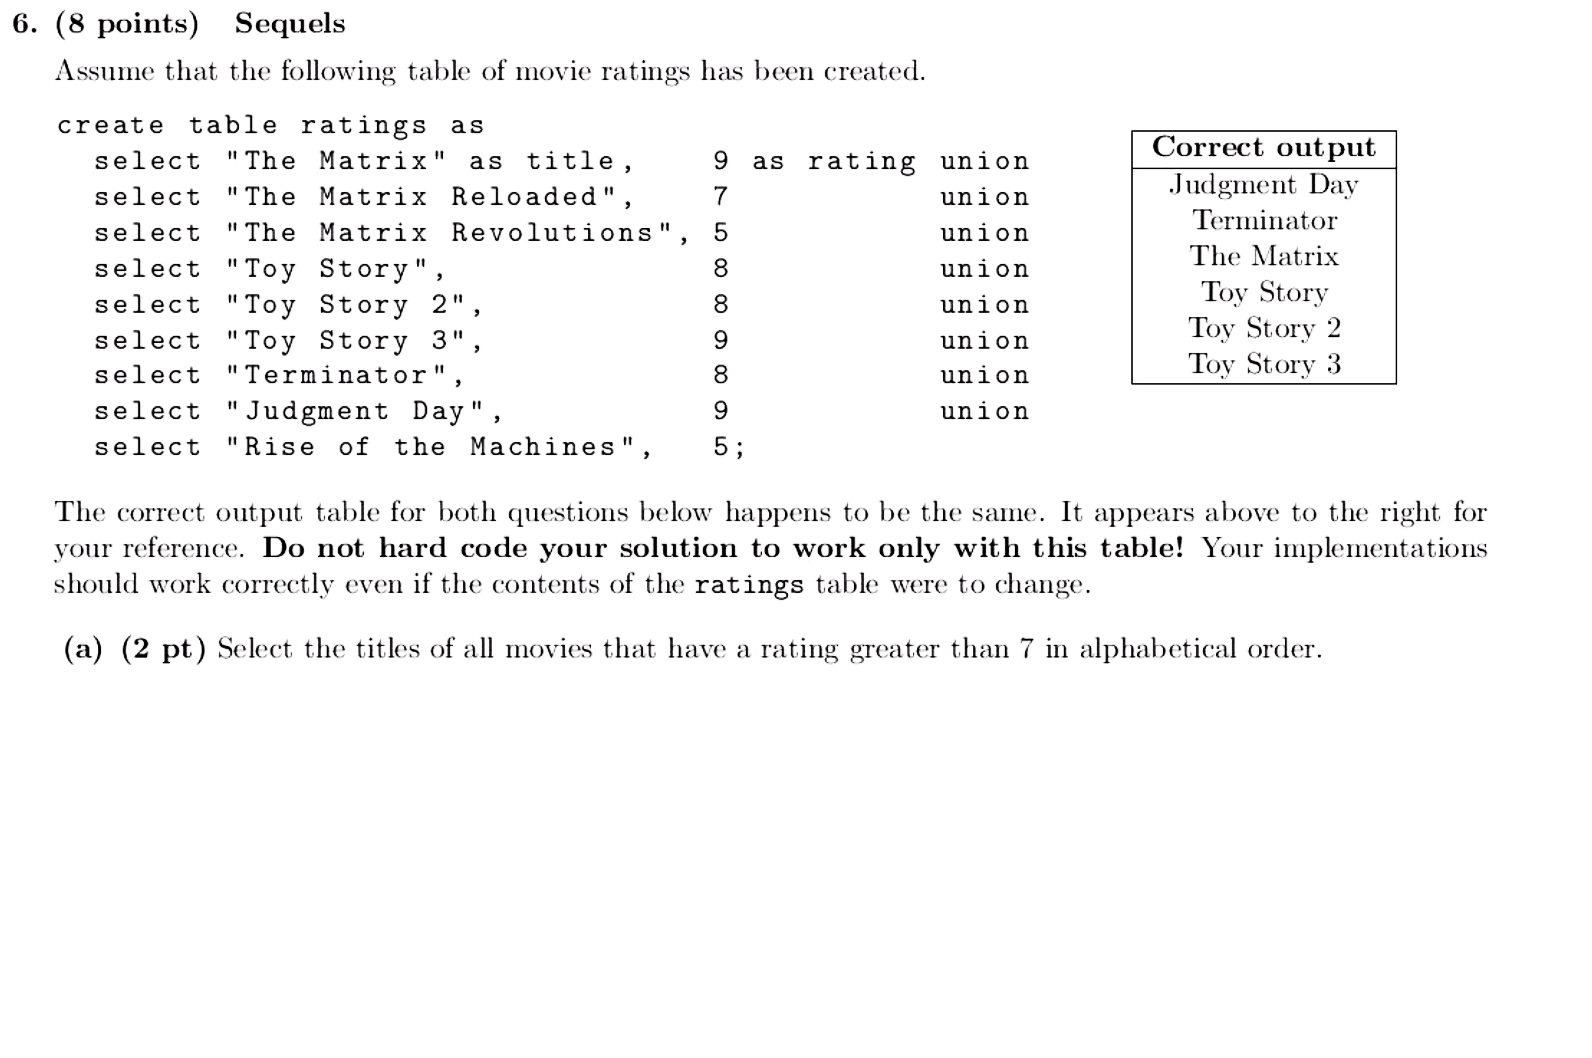 6. (8 points) Sequels
Assume that the following table of movie ratings has been created.
create table ratings as
select "The Matrix" as title, 9 as rating union
select "The Matrix Reloaded", 7 union
select "The Matrix Revolutions", 5 union
select "Toy Story", 8 union
select "Toy Story 2", 8 union
select "Toy Story 3", 9 union
select "Terminator", 8 union
select "Judgment Day", 9 union
select "Rise of the Machines", 5;
Correct output
Judgment Day
Terminator
The Matrix
Toy Story
Toy Story 2
Toy Story 3
The correct output table for both questions below happens to be the same. It appears above to the right for
your reference. Do not hard code your solution to work only with this table! Your implementations
should work correctly even if the contents of the ratings table were to change.
(a) (2 pt) Select the titles of all movies that have a rating greater than 7 in alphabetical order.